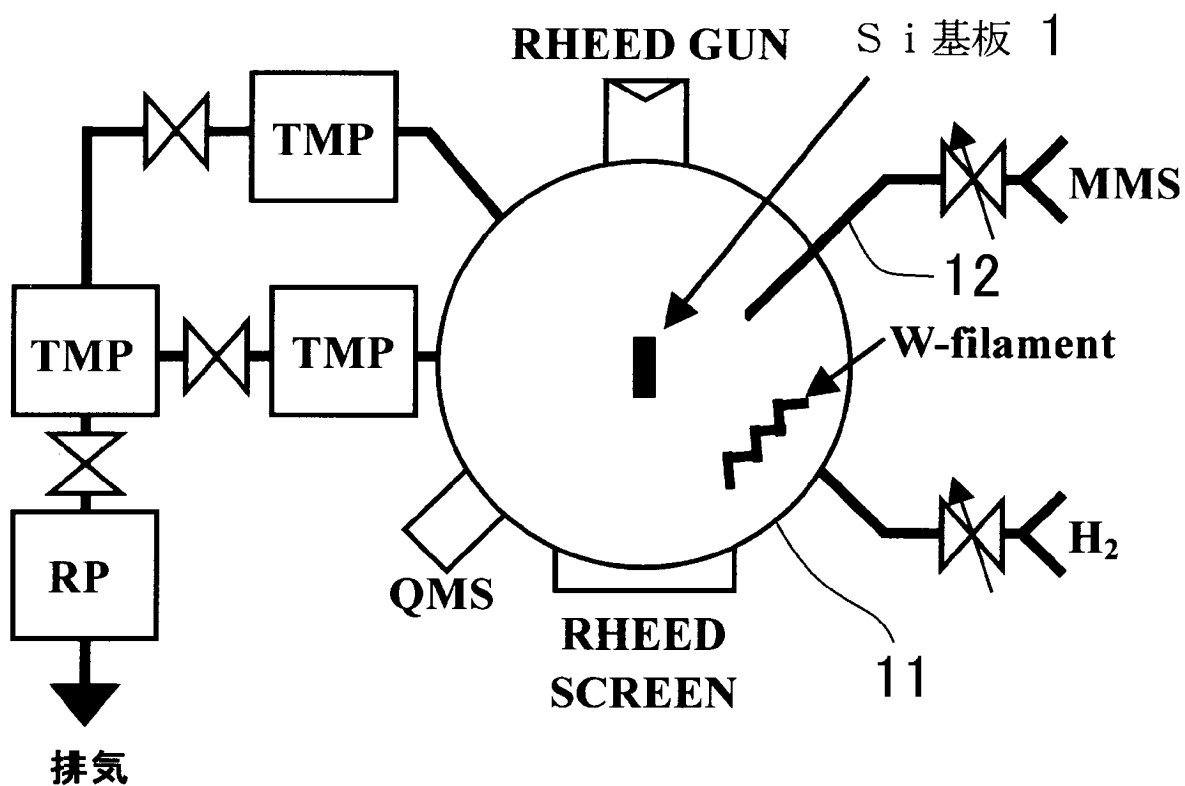 RHEED GUN
Ｓｉ基板 1
TMP
MMS
12
TMP
TMP
W-filament
RP
QMS
RHEED
SCREEN
H₂
11
排気